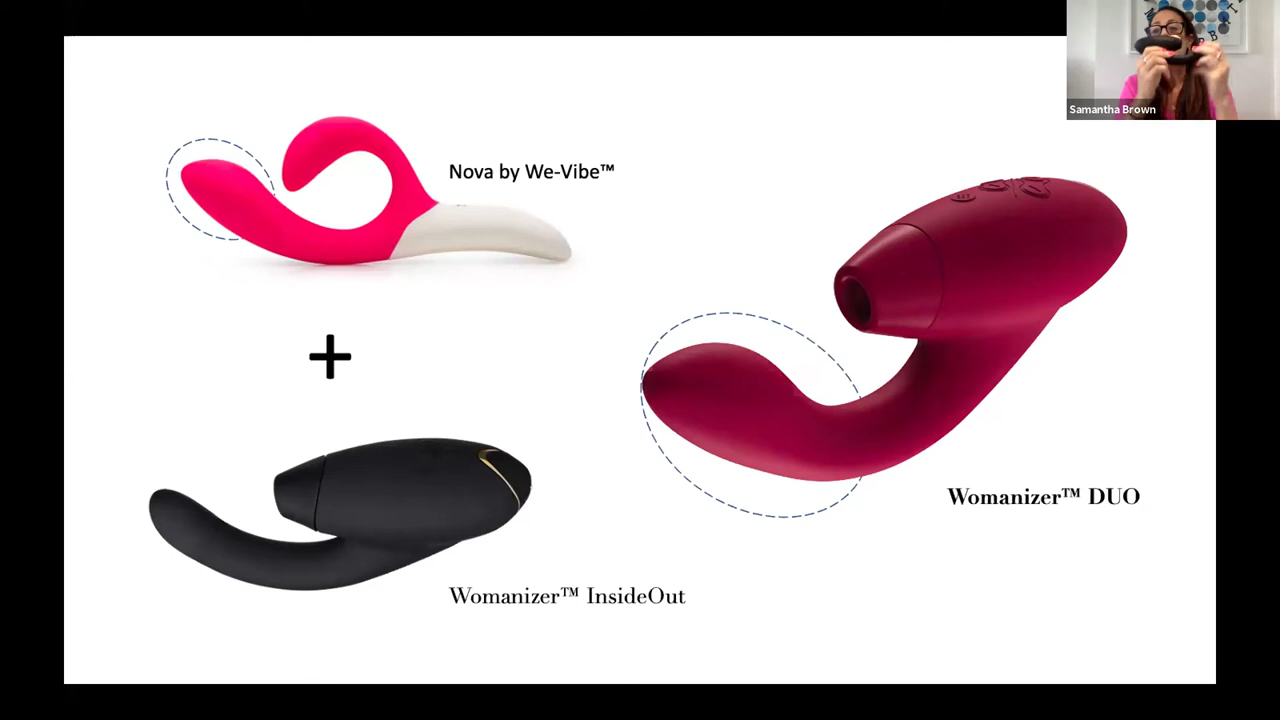 Samantha Brown
Nova by We-Vibe™
+
Womanizer™ DUO
Womanizer™ InsideOut